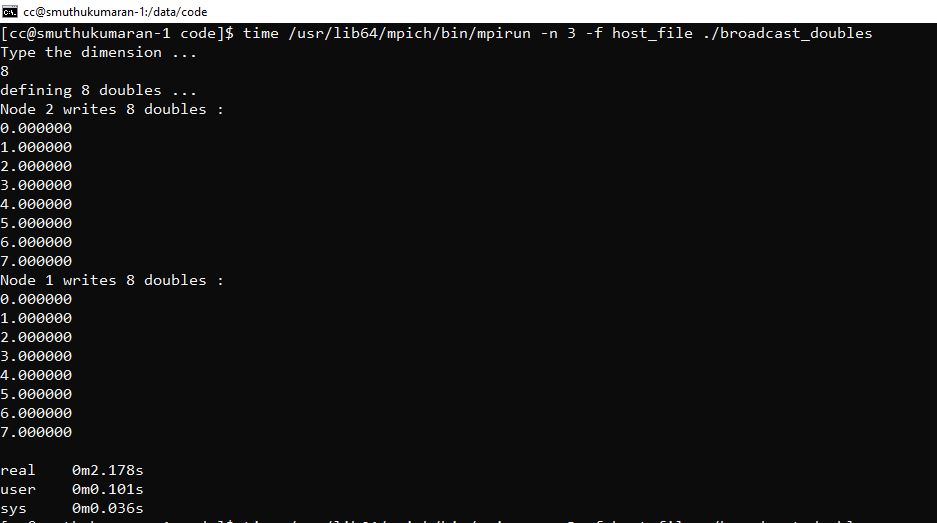 cc@smuthukumaran-1:/data/code
[cc@smuthukumaran-1 code]$ time /usr/lib64/mpich/bin/mpirun -n 3 -f host_file ./broadcast_doubles
Type the dimension ...
8
defining 8 doubles ...
Node 2 writes 8 doubles :
0.000000
1.000000
2.000000
3.000000
4.000000
5.000000
6.000000
7.000000
Node 1 writes 8 doubles :
0.000000
1.000000
2.000000
3.000000
4.000000
5.000000
6.000000
7.000000
real 0m2.178s
user 0m0.101s
sys 0m0.036s